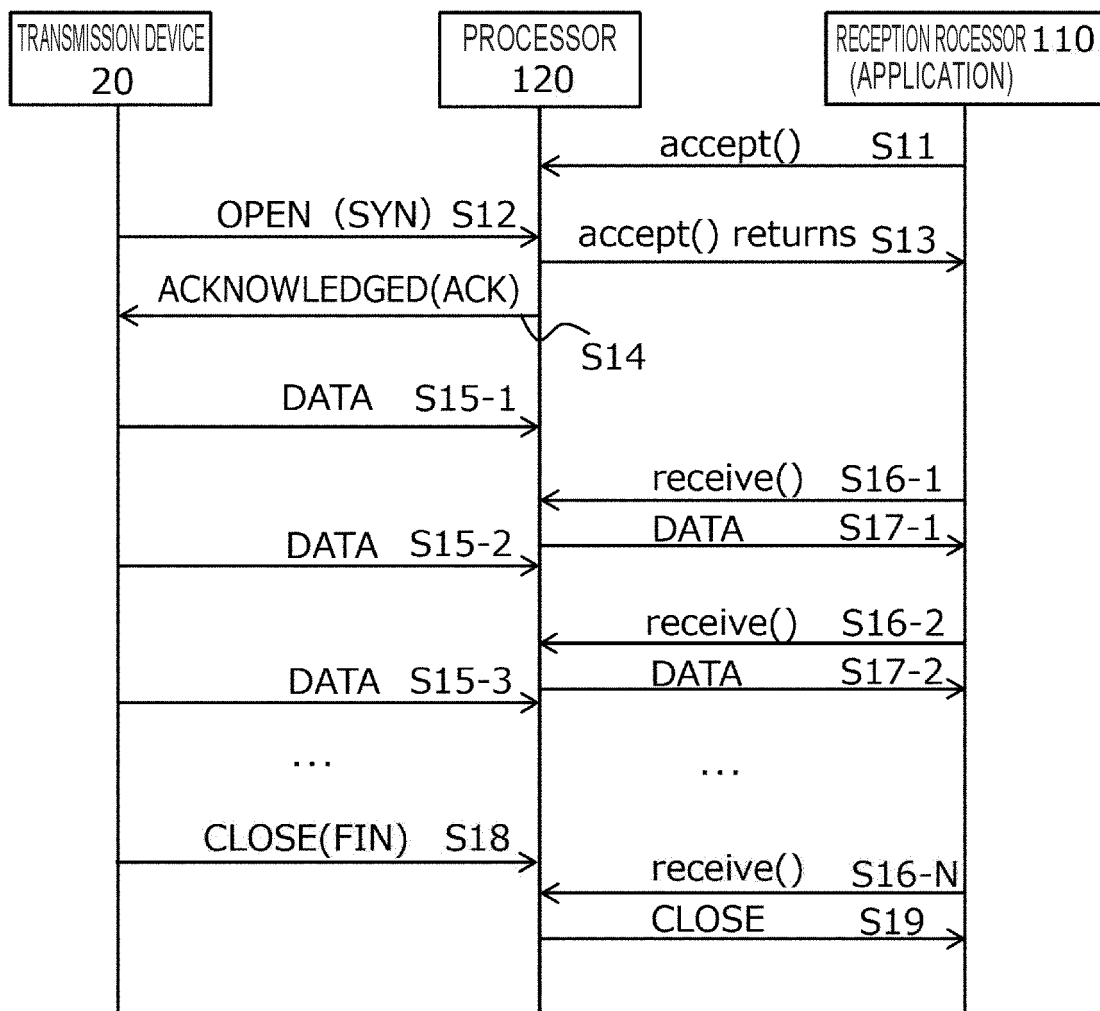 TRANSMISSION DEVICE
20
PROCESSOR
120
RECEPTION ROCESSOR 110
(APPLICATION)
accept() S11
OPEN (SYN) S12
accept() returns S13
ACKNOWLEDGED(ACK)
S14
DATA S15-1
receive() S16-1
DATA S17-1
DATA S15-2
receive() S16-2
DATA S17-2
DATA S15-3
...
...
CLOSE(FIN) S18
receive() S16-N
CLOSE S19